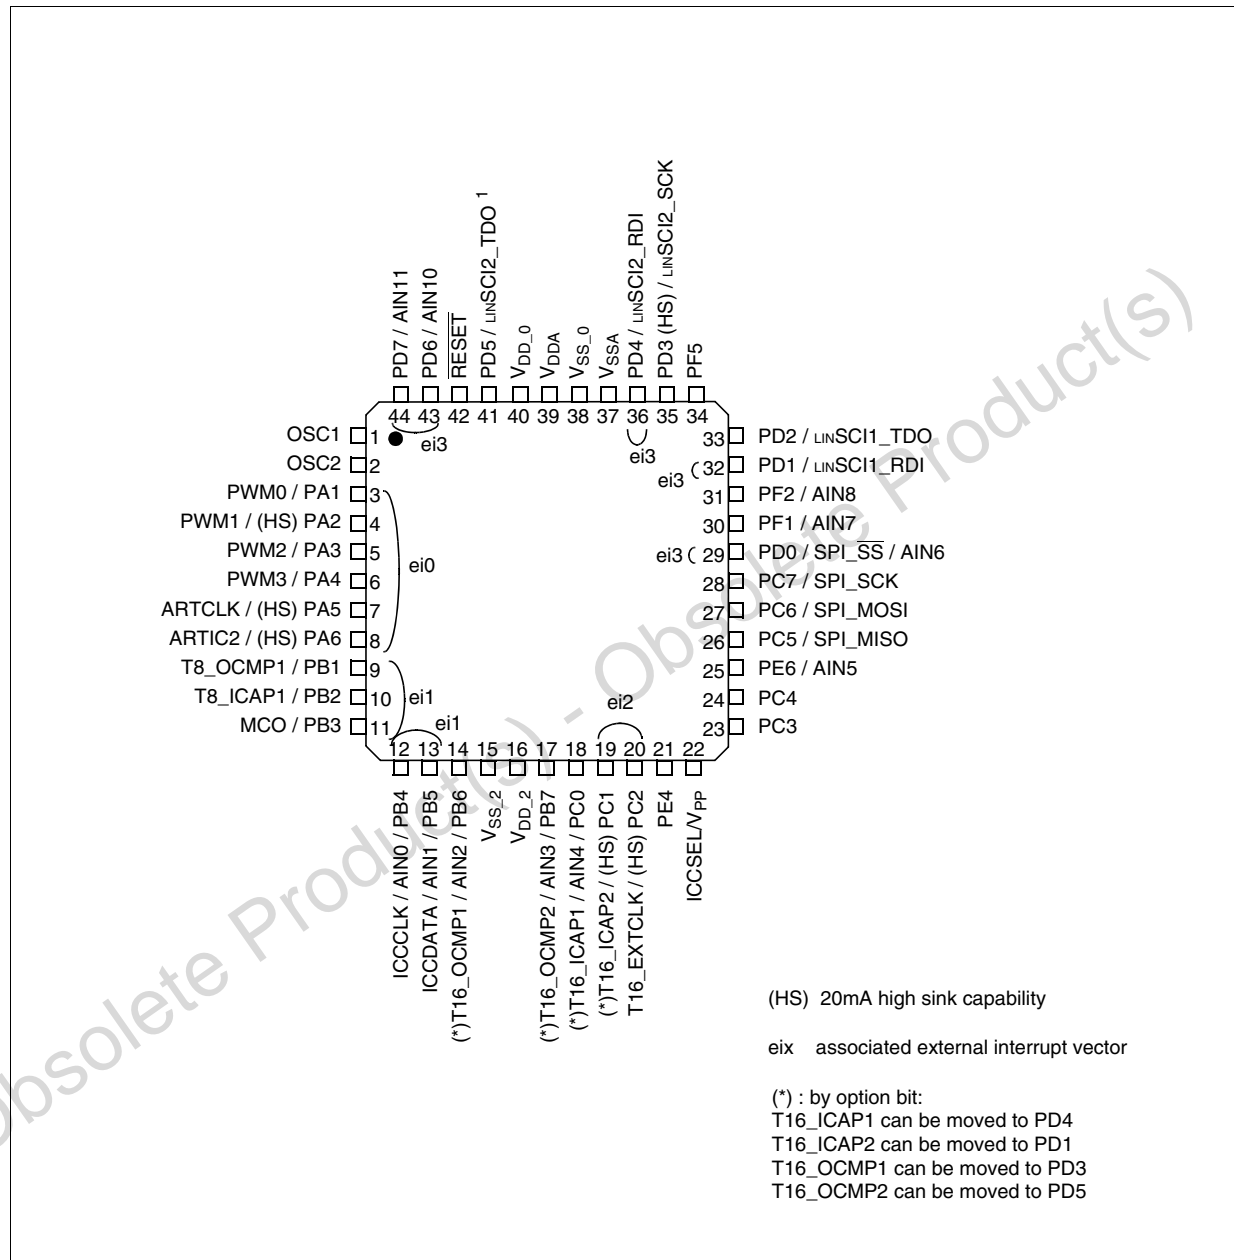 PD7 / AIN11
PD6 / AIN10
RESET
PD5 / LINSCI2_TDO 1
VDD_0
VDDA
VSS_0
VSSA
PD4 / LINSCI2_RDI
PD3 (HS) / LINSCI2_SCK
PF5
44 43 42 41 40 39 38 37 36 35 34
ei3
ei3
OSC1 1
OSC2 2
PWM0 / PA1 3
PWM1 / (HS) PA2 4
PWM2 / PA3 5
PWM3 / PA4 6
ARTCLK / (HS) PA5 7
ARTIC2 / (HS) PA6 8
T8_OCMP1 / PB1 9
T8_ICAP1 / PB2 10
MCO / PB3 11
ei0
ei1
ei1
ei2
33 PD2 / LINSCI1_TDO
ei3 32 PD1 / LINSCI1_RDI
31 PF2 / AIN8
30 PF1 / AIN7
ei3 29 PD0 / SPI_SS / AIN6
28 PC7 / SPI_SCK
27 PC6 / SPI_MOSI
26 PC5 / SPI_MISO
25 PE6 / AIN5
24 PC4
23 PC3
12 13 14 15 16 17 18 19 20 21 22
ICCCLK / AIN0 / PB4
ICCDATA / AIN1 / PB5
(*)T16_OCMP1 / AIN2 / PB6
VSS_2
VDD_2
(*)T16_OCMP2 / AIN3 / PB7
(*)T16_ICAP1 / AIN4 / PC0
(*)T16_ICAP2 / (HS) PC1
T16_EXTCLK / (HS) PC2
PE4
ICCSEL/VPP
(HS) 20mA high sink capability
eix associated external interrupt vector
(*) : by option bit:
T16_ICAP1 can be moved to PD4
T16_ICAP2 can be moved to PD1
T16_OCMP1 can be moved to PD3
T16_OCMP2 can be moved to PD5
Obsolete Product(s) - Obsolete Product(s)